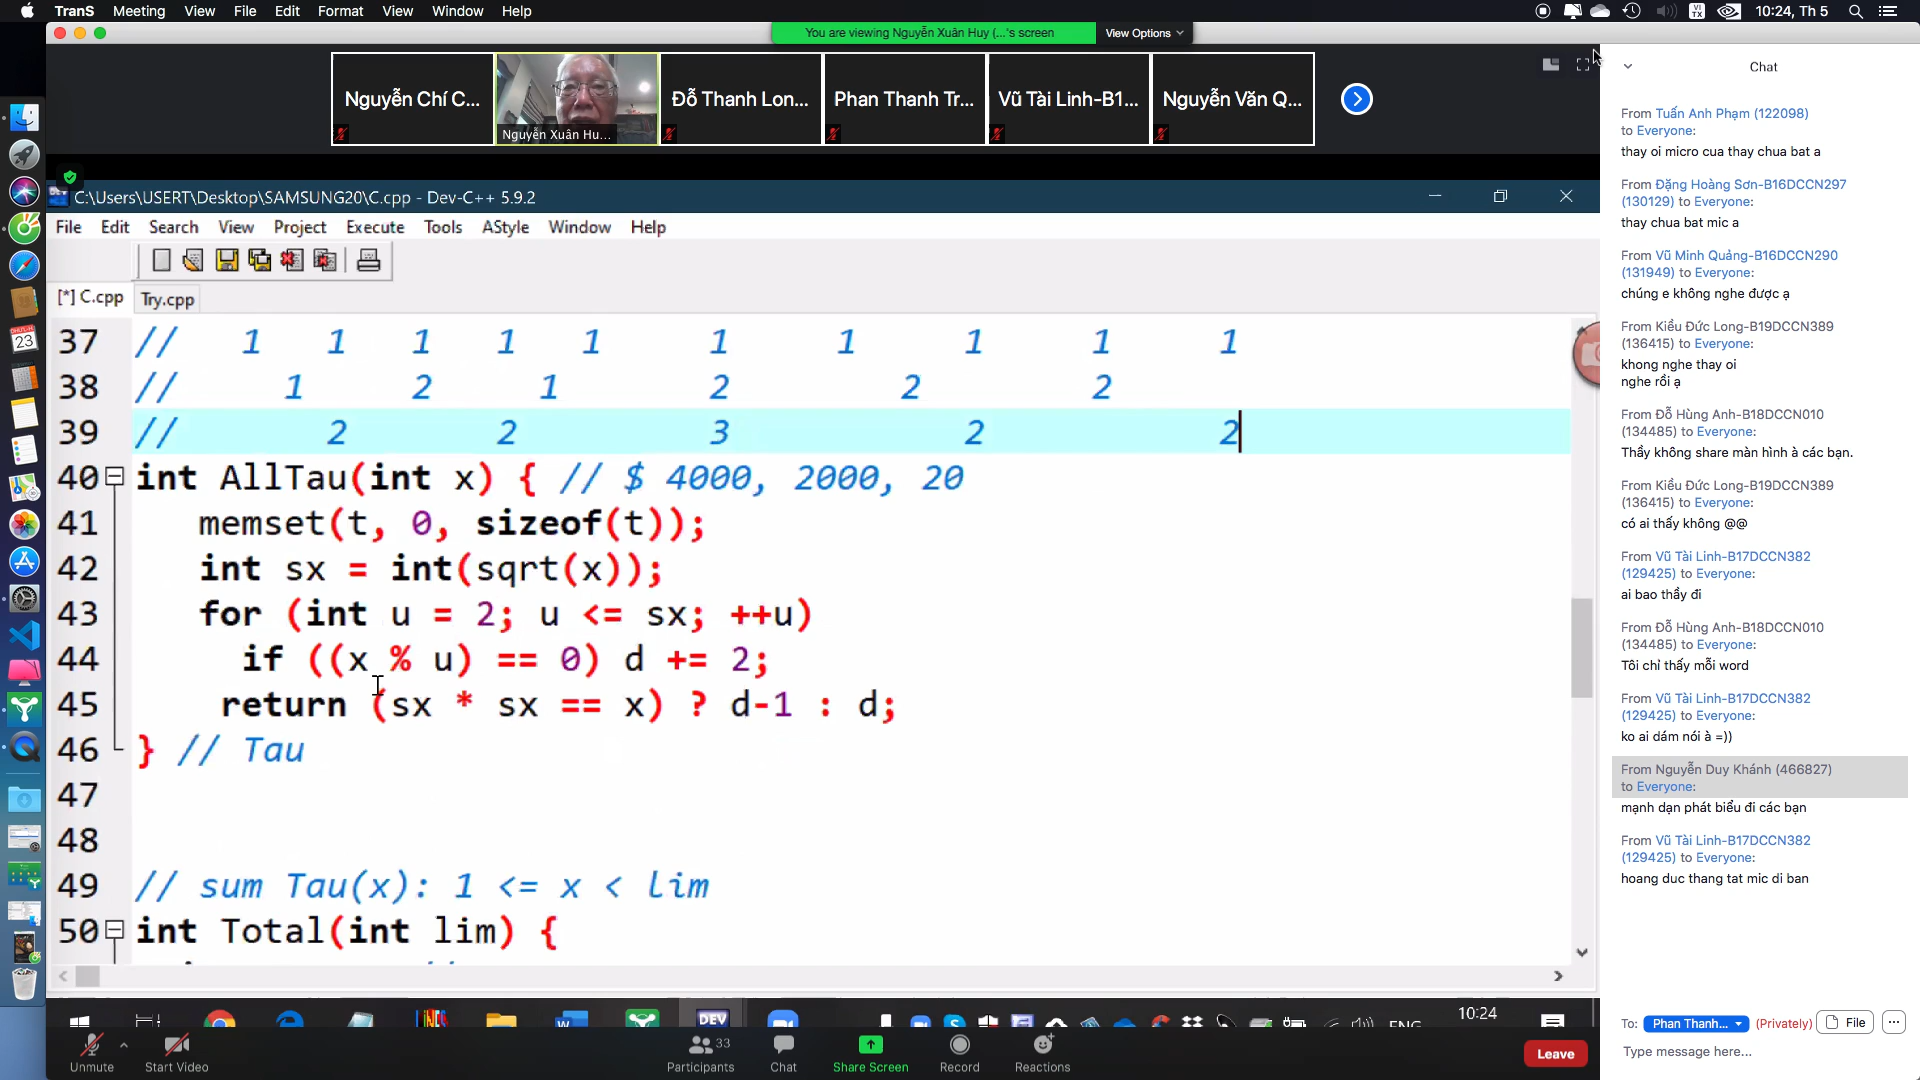 TranS Meeting View File Edit Format View Window Help
10:24, Th 5
You are viewing Nguyễn Xuân Huy (...'s screen
View Options
Nguyễn Chí C...
Nguyễn Xuân Hu...
Đỗ Thanh Lon...
Phan Thanh Tr...
Vũ Tài Linh-B1...
Nguyễn Văn Q...
C:\Users\USERT\Desktop\SAMSUNG20\C.cpp - Dev-C++ 5.9.2
File Edit Search View Project Execute Tools AStyle Window Help
[*] C.cpp Try.cpp
37 // 1 1 1 1 1 1 1 1 1 1
38 // 1 2 1 2 2 2
39 // 2 2 3 2 2
40 int AllTau(int x) { // $ 4000, 2000, 20
41 memset(t, 0, sizeof(t));
42 int sx = int(sqrt(x));
43 for (int u = 2; u <= sx; ++u)
44 if ((x % u) == 0) d += 2;
45 return (sx * sx == x) ? d-1 : d;
46 } // Tau
47
48
49 // sum Tau(x): 1 <= x < lim
50 int Total(int lim) {
DEV
ENG
10:24
Unmute
Start Video
33
Participants
Chat
Share Screen
Record
Reactions
Leave
Chat
From Tuấn Anh Phạm (122098)
to Everyone:
thay oi micro cua thay chua bat a
From Đặng Hoàng Sơn-B16DCCN297
(130129) to Everyone:
thay chua bat mic a
From Vũ Minh Quảng-B16DCCN290
(131949) to Everyone:
chúng e không nghe được ạ
From Kiều Đức Long-B19DCCN389
(136415) to Everyone:
khong nghe thay oi
nghe rồi ạ
From Đỗ Hùng Anh-B18DCCN010
(134485) to Everyone:
Thầy không share màn hình à các bạn.
From Kiều Đức Long-B19DCCN389
(136415) to Everyone:
có ai thấy không @@
From Vũ Tài Linh-B17DCCN382
(129425) to Everyone:
ai bao thầy đi
From Đỗ Hùng Anh-B18DCCN010
(134485) to Everyone:
Tôi chỉ thấy mỗi word
From Vũ Tài Linh-B17DCCN382
(129425) to Everyone:
ko ai dám nói à =))
From Nguyễn Duy Khánh (466827)
to Everyone:
mạnh dạn phát biểu đi các bạn
From Vũ Tài Linh-B17DCCN382
(129425) to Everyone:
hoang duc thang tat mic di ban
To: Phan Thanh... (Privately) File
Type message here...